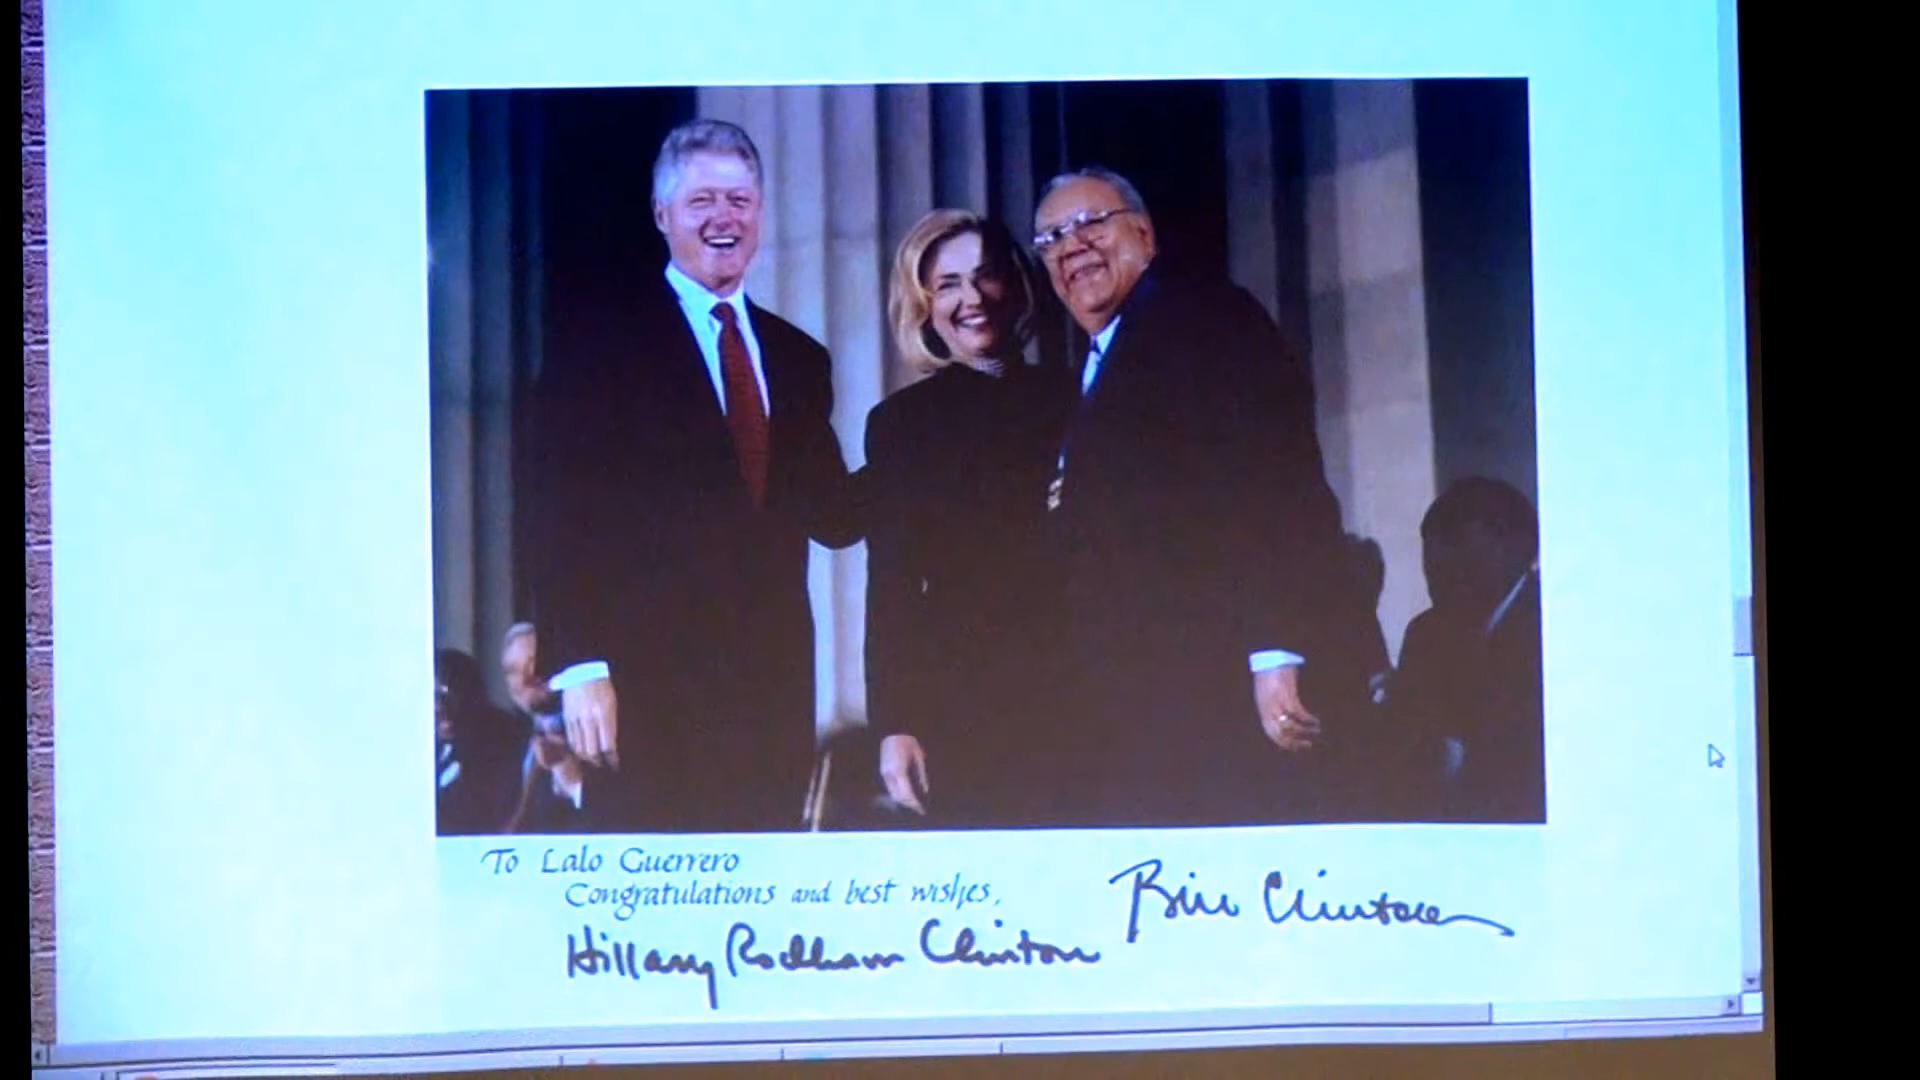 To Lalo Guerrero
Congratulations and best wishes,
Hillary Rodham Clinton
Bill Clinton